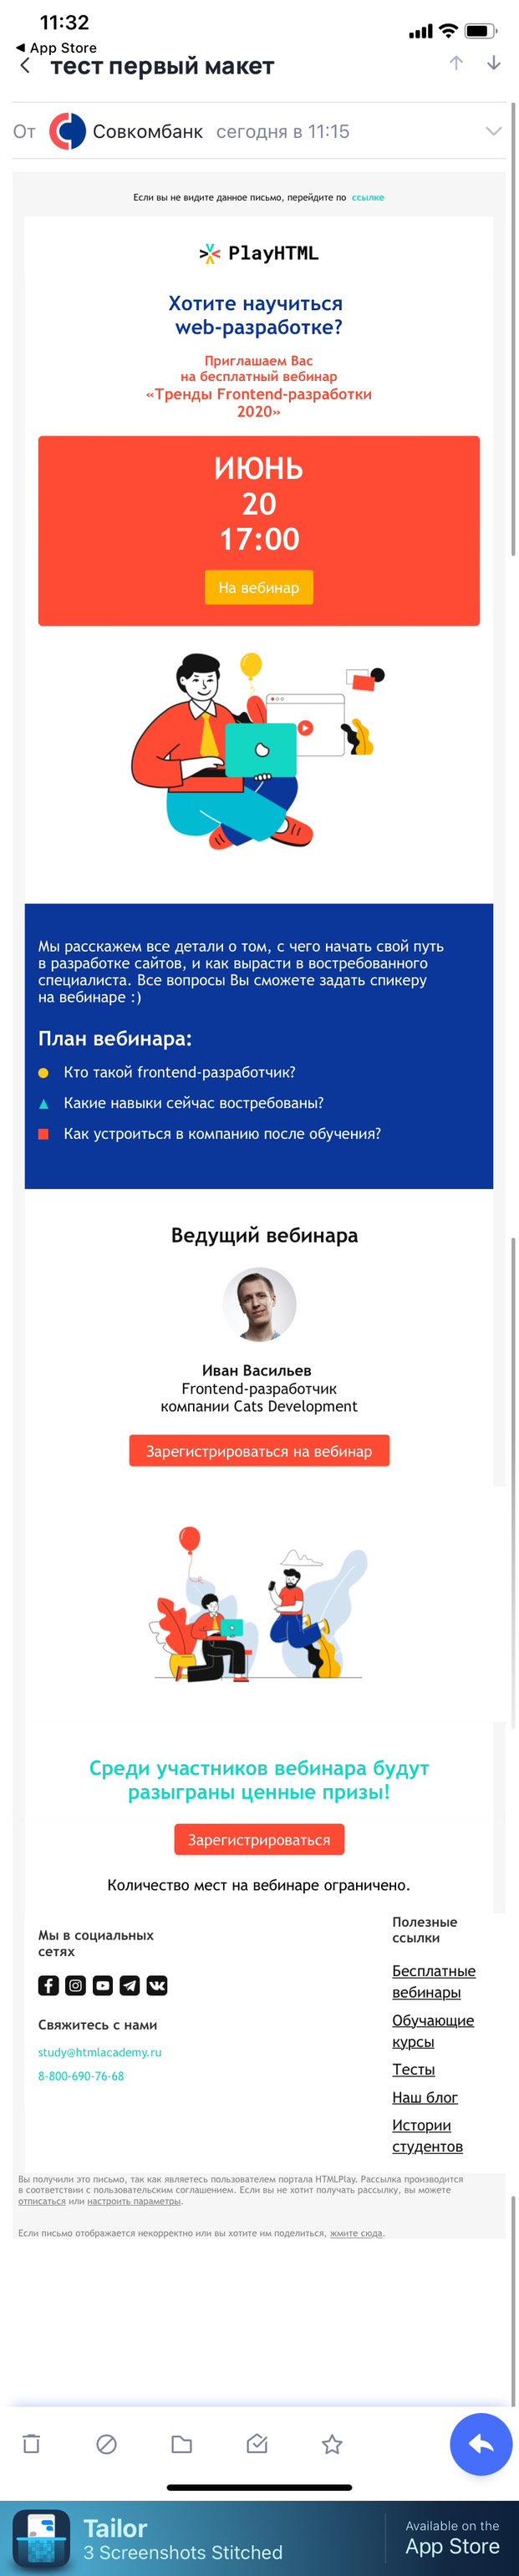 11:32
◀ App Store
тест первый макет
От Совкомбанк сегодня в 11:15
Если вы не видите данное письмо, перейдите по ссылке
PlayHTML
Хотите научиться
web-разработке?
Приглашаем Вас
на бесплатный вебинар
«Тренды Frontend-разработки
2020»
ИЮНЬ
20
17:00
На вебинар
Мы расскажем все детали о том, с чего начать свой путь
в разработке сайтов, и как вырасти в востребованного
специалиста. Все вопросы Вы сможете задать спикеру
на вебинаре :)
План вебинара:
Кто такой frontend-разработчик?
Какие навыки сейчас востребованы?
Как устроиться в компанию после обучения?
Ведущий вебинара
Иван Васильев
Frontend-разработчик
компании Cats Development
Зарегистрироваться на вебинар
Среди участников вебинара будут
разыграны ценные призы!
Зарегистрироваться
Количество мест на вебинаре ограничено.
Мы в социальных
сетях
Свяжитесь с нами
study@htmlacademy.ru
8-800-690-76-68
Полезные
ссылки
Бесплатные
вебинары
Обучающие
курсы
Тесты
Наш блог
Истории
студентов
Вы получили это письмо, так как являетесь пользователем портала HTMLPlay. Рассылка производится
в соответствии с пользовательским соглашением. Если вы не хотит получать рассылку, вы можете
отписаться или настроить параметры.
Если письмо отображается некорректно или вы хотите им поделиться, жмите сюда.
Tailor
3 Screenshots Stitched
Available on the
App Store